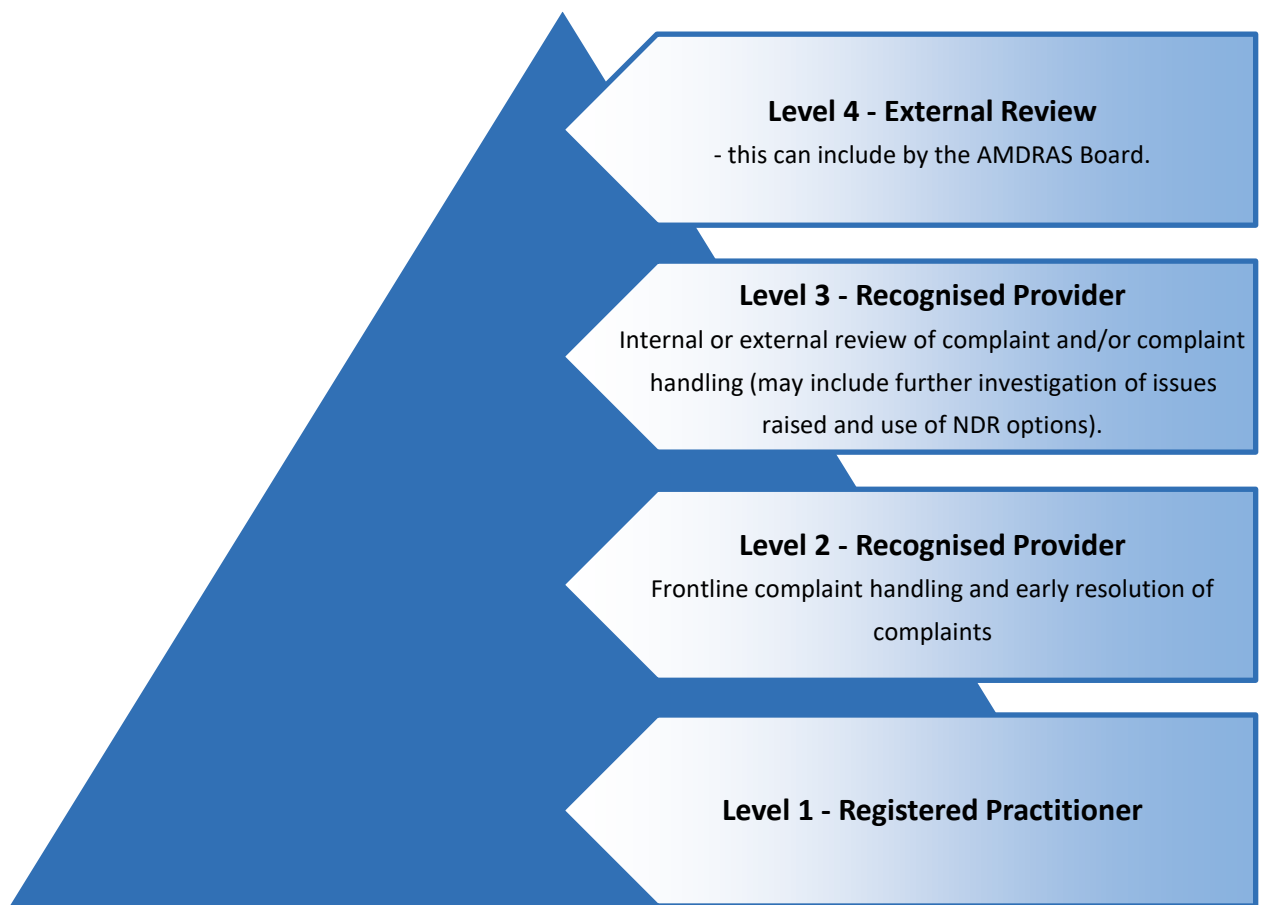 Level 4 - External Review
- this can include by the AMDRAS Board.
Level 3 - Recognised Provider
Internal or external review of complaint and/or complaint
handling (may include further investigation of issues
raised and use of NDR options).
Level 2 - Recognised Provider
Frontline complaint handling and early resolution of
complaints
Level 1 - Registered Practitioner